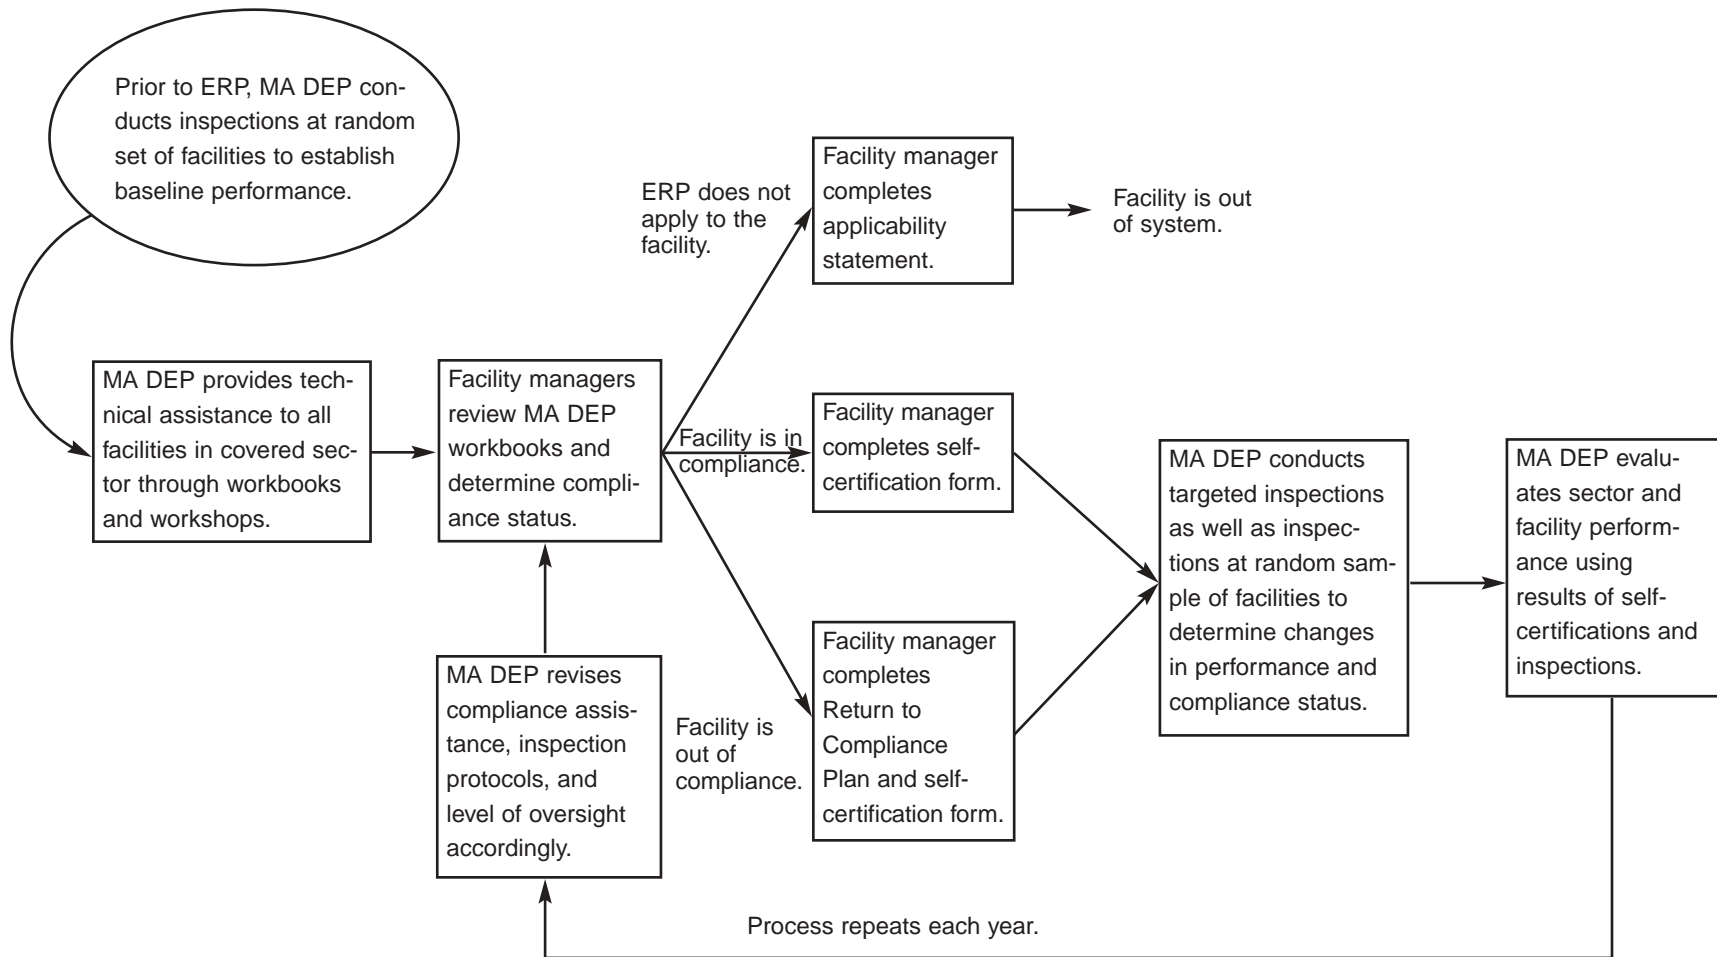 Prior to ERP, MA DEP con-
ducts inspections at random
set of facilities to establish
baseline performance.
MA DEP provides tech-
nical assistance to all
facilities in covered sec-
tor through workbooks
and workshops.
Facility managers
review MA DEP
workbooks and
determine compli-
ance status.
ERP does not
apply to the
facility.
Facility manager
completes
applicability
statement.
Facility is out
of system.
Facility is in
compliance.
Facility manager
completes self-
certification form.
Facility is
out of
compliance.
Facility manager
completes
Return to
Compliance
Plan and self-
certification form.
MA DEP conducts
targeted inspections
as well as inspec-
tions at random sam-
ple of facilities to
determine changes
in performance and
compliance status.
MA DEP evalu-
ates sector and
facility perform-
ance using
results of self-
certifications and
inspections.
MA DEP revises
compliance assis-
tance, inspection
protocols, and
level of oversight
accordingly.
Process repeats each year.